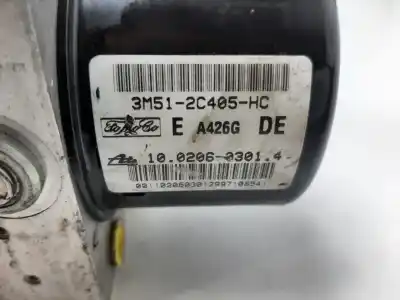 3M51-2C405-HC
FoMoCo E A426G DE
Ate 10.0206-0301.4